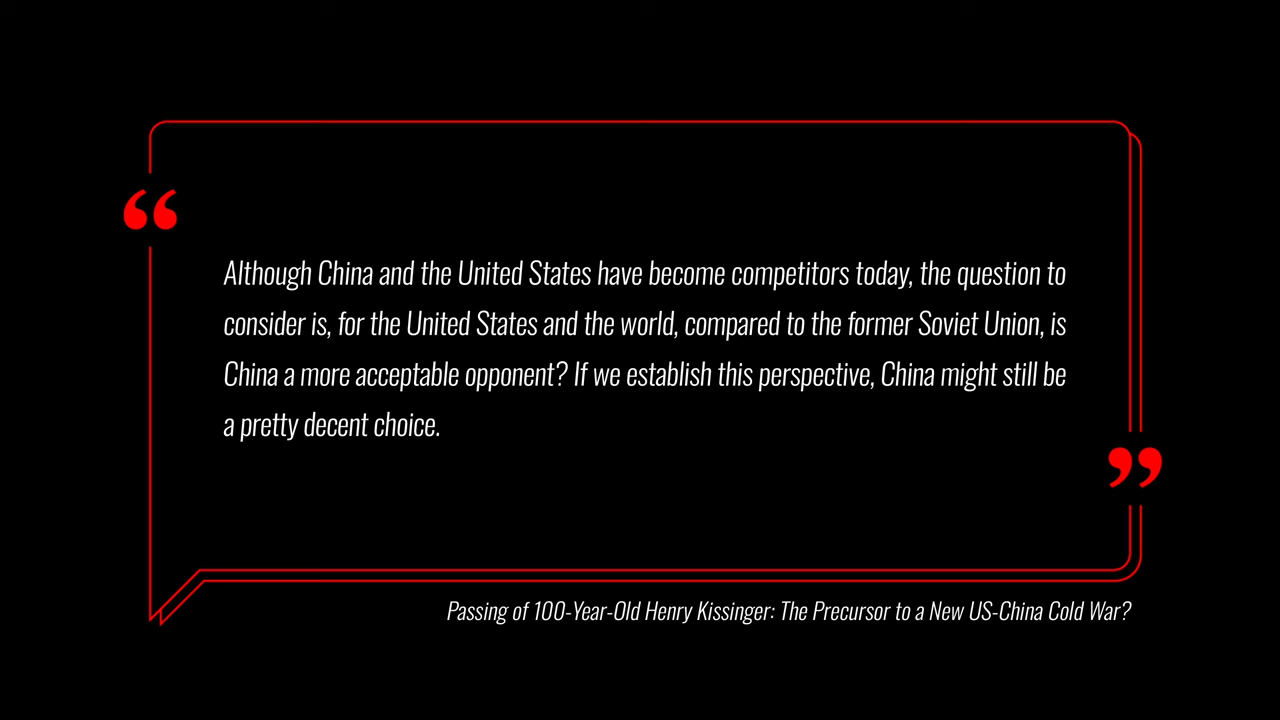 Although China and the United States have become competitors today, the question to
consider is, for the United States and the world, compared to the former Soviet Union, is
China a more acceptable opponent? If we establish this perspective, China might still be
a pretty decent choice.
Passing of 100-Year-Old Henry Kissinger: The Precursor to a New US-China Cold War?